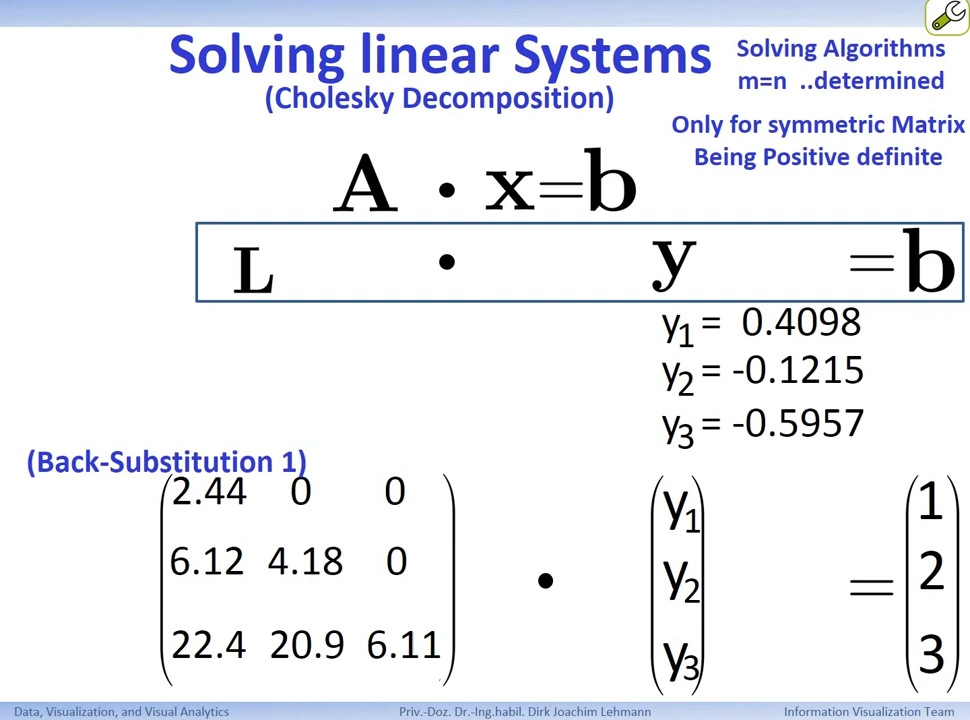 Solving linear Systems
(Cholesky Decomposition)
Solving Algorithms
m=n ..determined
Only for symmetric Matrix
Being Positive definite
A · x=b
L · y =b
y1 = 0.4098
y2 = -0.1215
y3 = -0.5957
(Back-Substitution 1)
2.44 0 0 y1 1
6.12 4.18 0 · y2 = 2
22.4 20.9 6.11 y3 3
Data, Visualization, and Visual Analytics Priv.-Doz. Dr.-Ing.habil. Dirk Joachim Lehmann Information Visualization Team